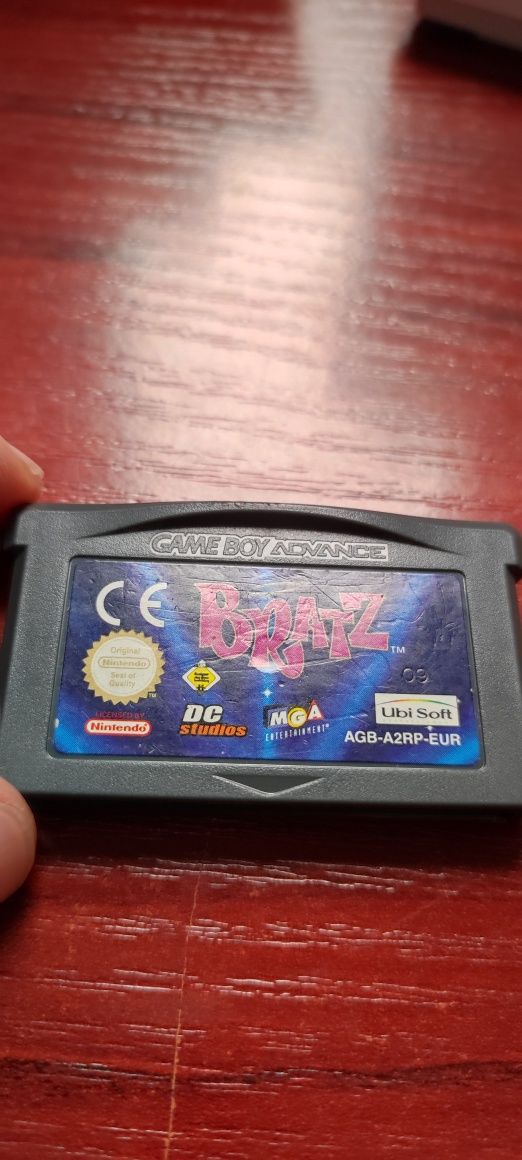 GAME BOY ADVANCE
CE
BRATZ™
Original
Nintendo
Seal of
Quality
TM
09
LICENSED BY
Nintendo
DC
studios
MGA
ENTERTAINMENT®
Ubi Soft
AGB-A2RP-EUR